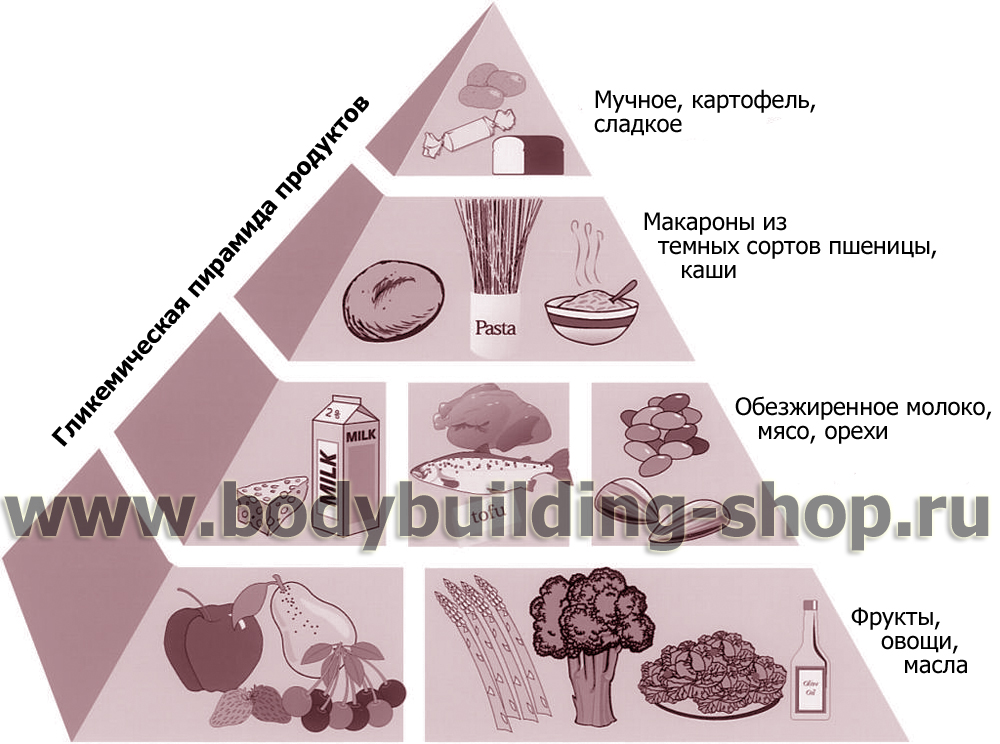 Мучное, картофель,
сладкое
Гликемическая пирамида продуктов
Макароны из
темных сортов пшеницы,
каши
Pasta
Обезжиренное молоко,
мясо, орехи
2%
MILK
MILK
tofu
www.bodybuilding-shop.ru
Фрукты,
овощи,
масла
Olive
Oil